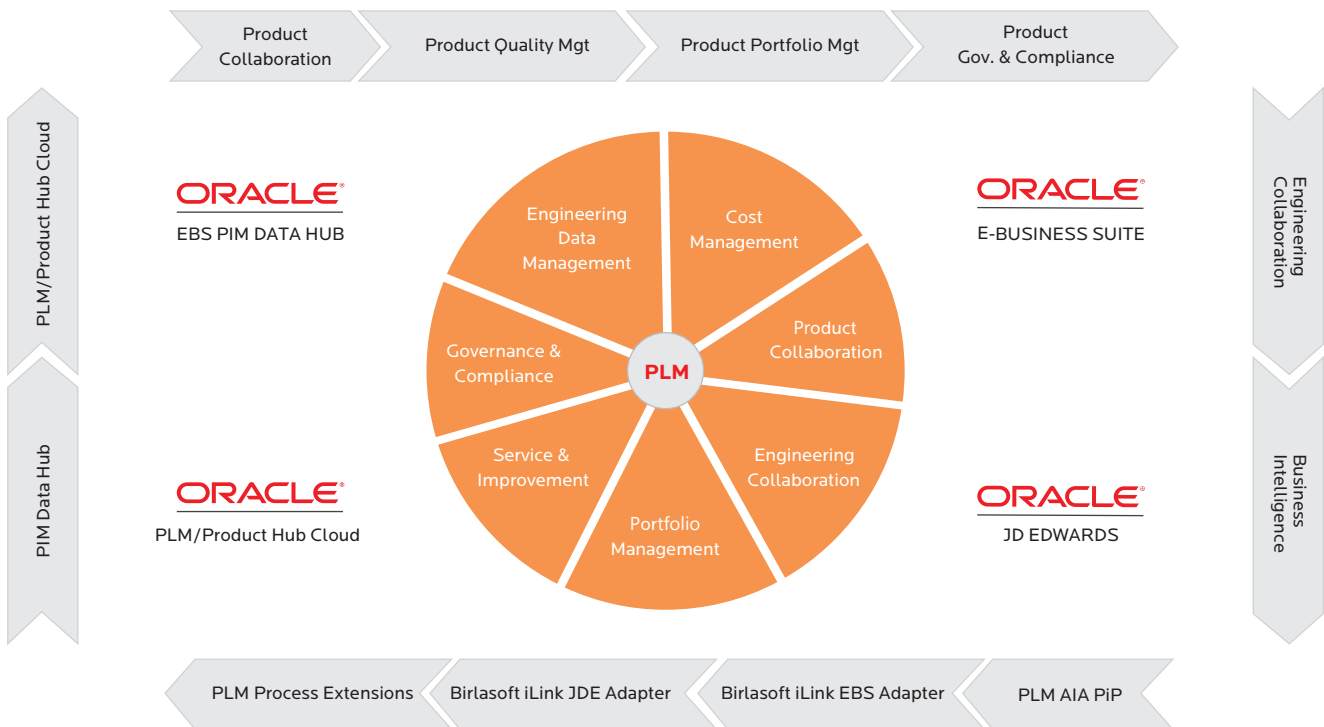 Product
Collaboration
Product Quality Mgt
Product Portfolio Mgt
Product
Gov. & Compliance
PLM/Product Hub Cloud
PIM Data Hub
ORACLE®
EBS PIM DATA HUB
ORACLE®
E-BUSINESS SUITE
Engineering
Collaboration
Business
Intelligence
Engineering
Data
Management
Cost
Management
Product
Collaboration
Governance &
Compliance
PLM
Service &
Improvement
Engineering
Collaboration
Portfolio
Management
ORACLE®
PLM/Product Hub Cloud
ORACLE®
JD EDWARDS
PLM Process Extensions
Birlasoft iLink JDE Adapter
Birlasoft iLink EBS Adapter
PLM AIA PiP